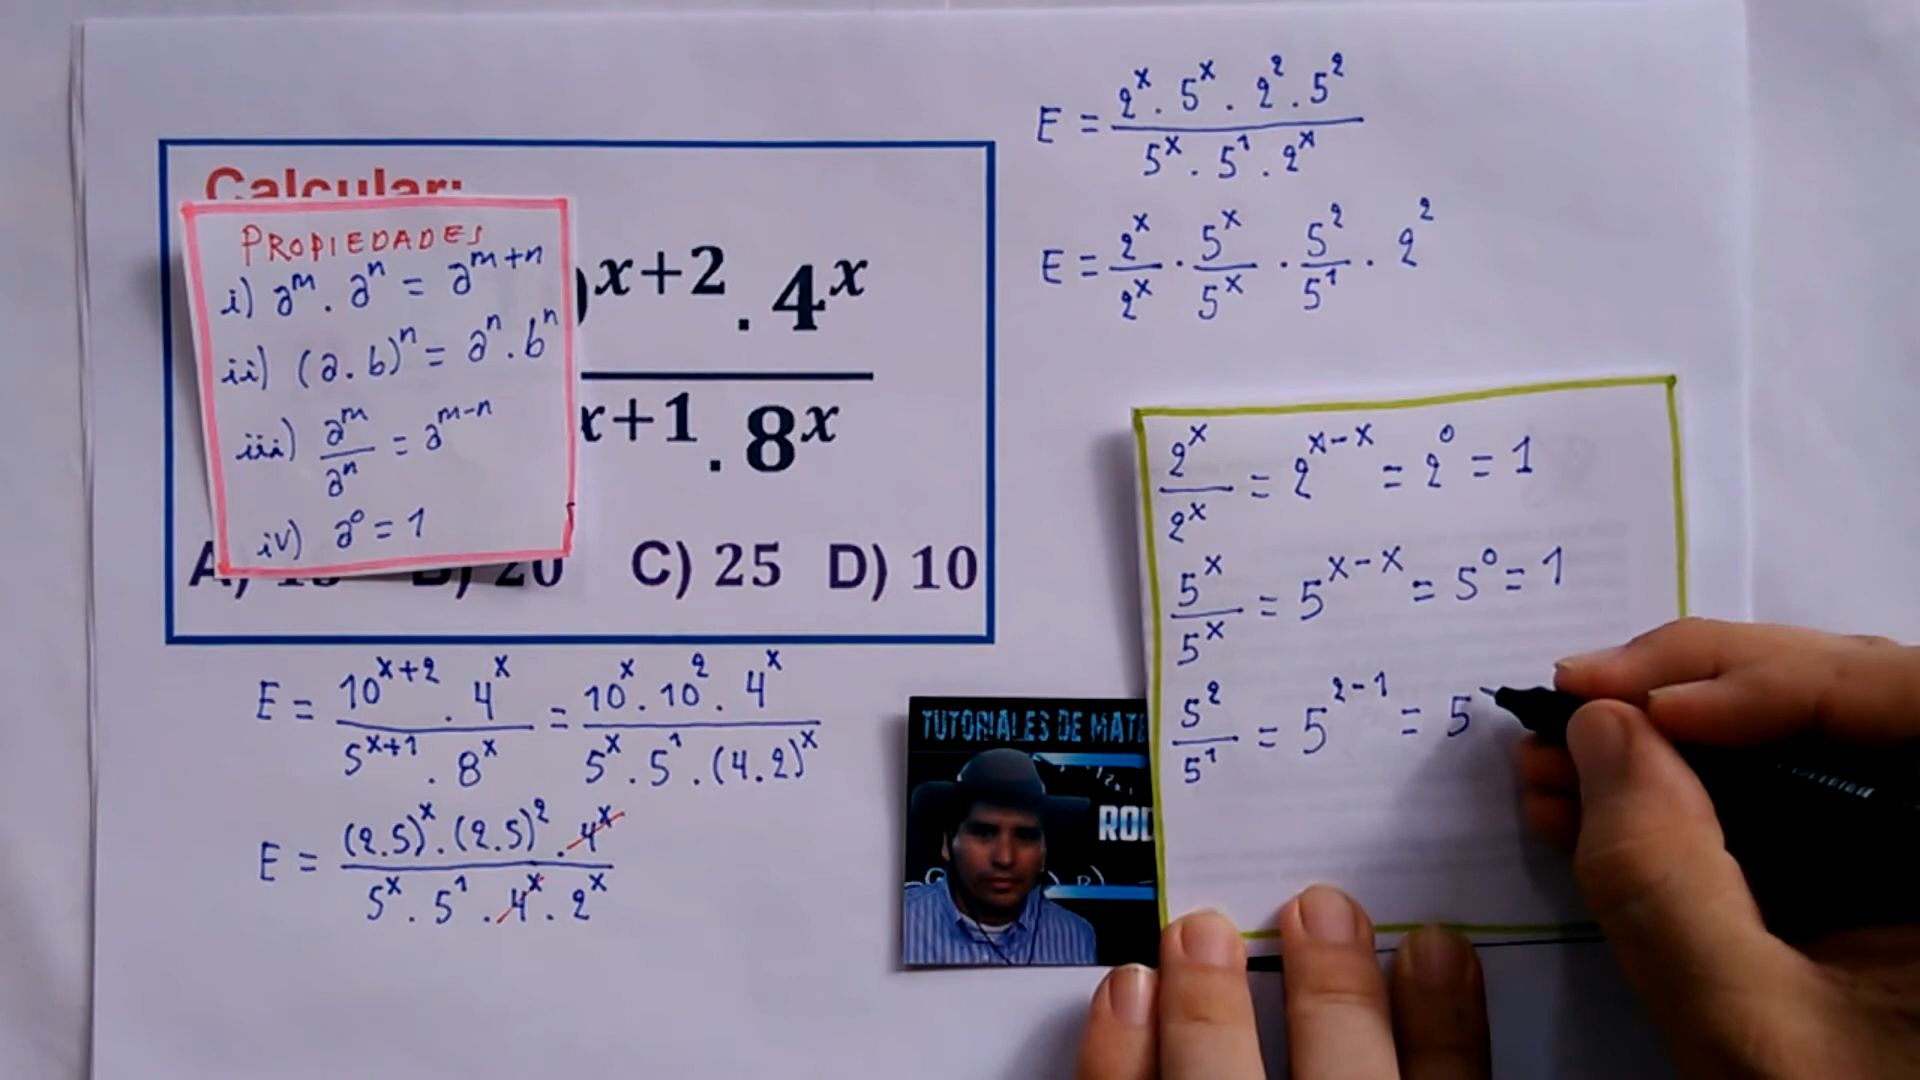 Calcular:
PROPIEDADES
i) a^m . a^n = a^{m+n}
ii) (a.b)^n = a^n . b^n
iii) a^m / a^n = a^{m-n}
iv) a^0 = 1
)^{x+2} . 4^x
x+1 . 8^x
A) B) 20 C) 25 D) 10
E = 10^{x+2} . 4^x / 5^{x+1} . 8^x = 10^x . 10^2 . 4^x / 5^x . 5^1 . (4.2)^x
E = (2.5)^x . (2.5)^2 . 4^x / 5^x . 5^1 . 4^x . 2^x
E = 2^x . 5^x . 2^2 . 5^2 / 5^x . 5^1 . 2^x
E = 2^x / 2^x . 5^x / 5^x . 5^2 / 5^1 . 2^2
2^x / 2^x = 2^{x-x} = 2^0 = 1
5^x / 5^x = 5^{x-x} = 5^0 = 1
5^2 / 5^1 = 5^{2-1} = 5
TUTORIALES DE MATE